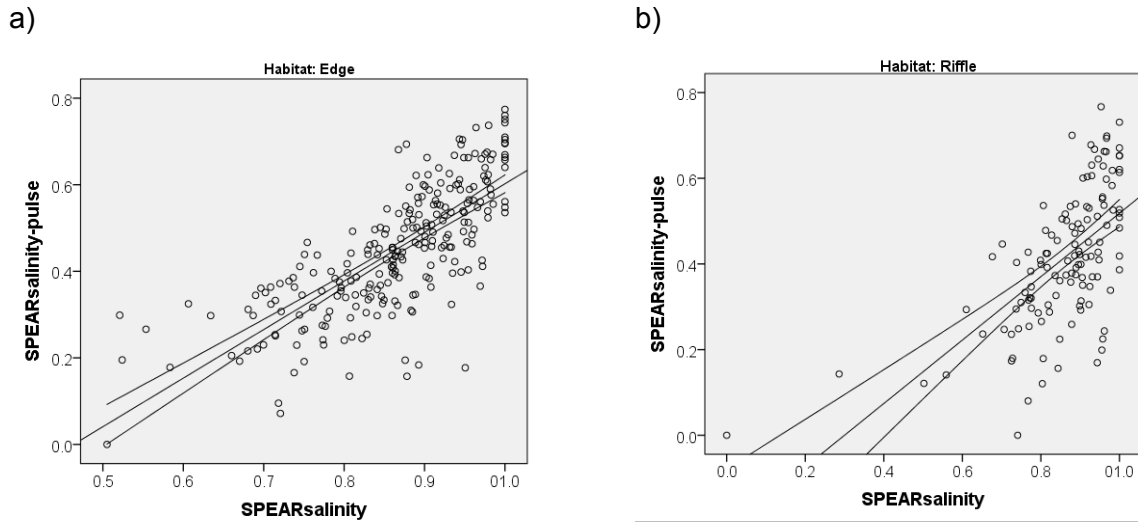 a)
Habitat: Edge
SPEARsalinity-pulse
0.8
0.6
0.4
0.2
0.0
0.5 0.6 0.7 0.8 0.9 01.0
SPEARsalinity
b)
Habitat: Riffle
SPEARsalinity-pulse
0.8
0.6
0.4
0.2
0.0
0.0 0.2 0.4 0.6 0.8 01.0
SPEARsalinity